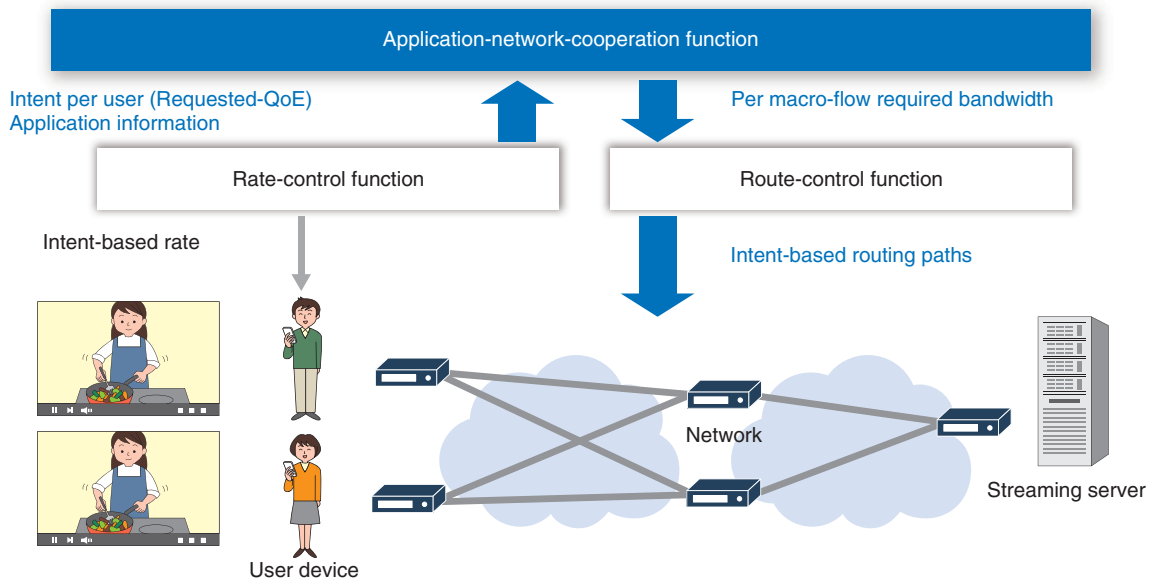 Application-network-cooperation function
Intent per user (Requested-QoE)
Application information
Per macro-flow required bandwidth
Rate-control function
Route-control function
Intent-based rate
Intent-based routing paths
Network
Streaming server
User device